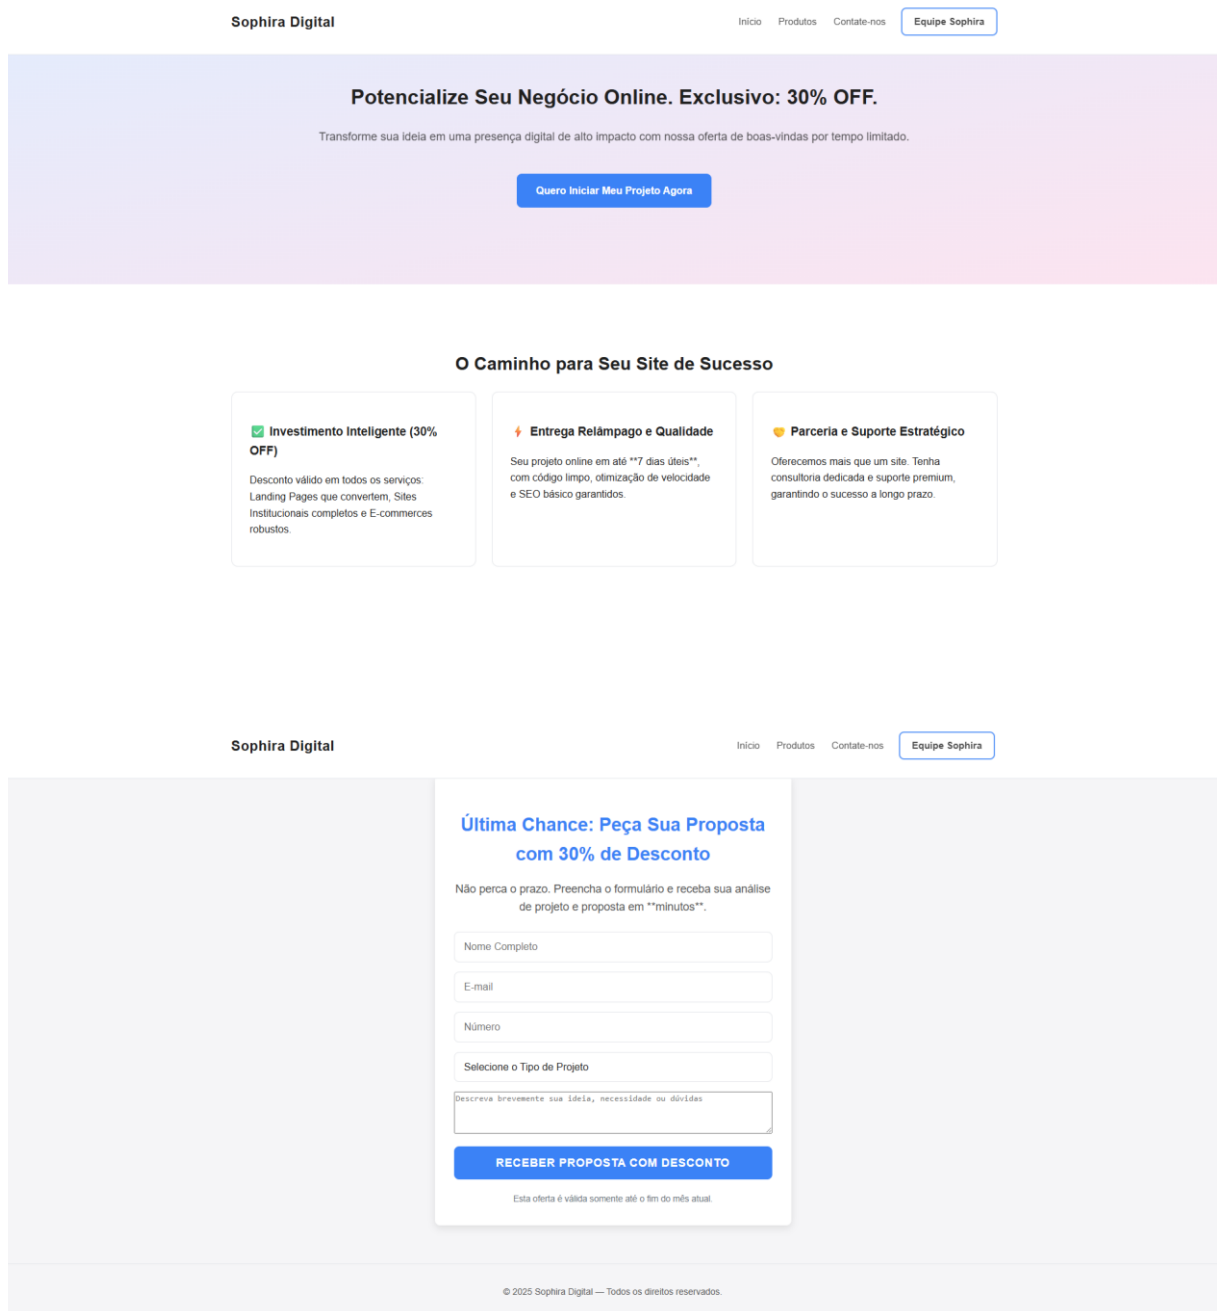 Sophira Digital
Início Produtos Contate-nos Equipe Sophira
Potencialize Seu Negócio Online. Exclusivo: 30% OFF.
Transforme sua ideia em uma presença digital de alto impacto com nossa oferta de boas-vindas por tempo limitado.
Quero Iniciar Meu Projeto Agora
O Caminho para Seu Site de Sucesso
✅ Investimento Inteligente (30%
OFF)
Desconto válido em todos os serviços:
Landing Pages que convertem, Sites
Institucionais completos e E-commerces
robustos.
⚡ Entrega Relâmpago e Qualidade
Seu projeto online em até **7 dias úteis**,
com código limpo, otimização de velocidade
e SEO básico garantidos.
🤝 Parceria e Suporte Estratégico
Oferecemos mais que um site. Tenha
consultoria dedicada e suporte premium,
garantindo o sucesso a longo prazo.
Sophira Digital
Início Produtos Contate-nos Equipe Sophira
Última Chance: Peça Sua Proposta
com 30% de Desconto
Não perca o prazo. Preencha o formulário e receba sua análise
de projeto e proposta em **minutos**.
Nome Completo
E-mail
Número
Selecione o Tipo de Projeto
Descreva brevemente sua ideia, necessidade ou dúvidas
RECEBER PROPOSTA COM DESCONTO
Esta oferta é válida somente até o fim do mês atual.
© 2025 Sophira Digital — Todos os direitos reservados.